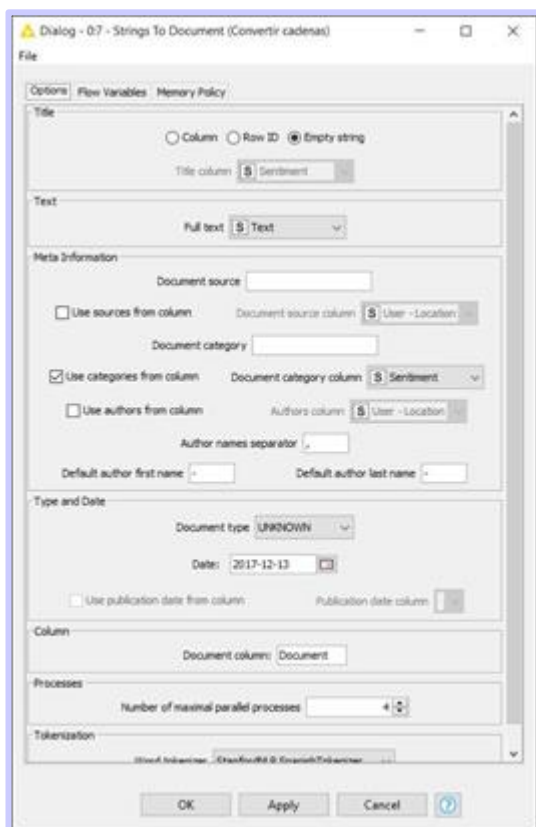 Dialog - 0:7 - Strings To Document (Convertir cadenas)
File
Options Flow Variables Memory Policy
Title
Column Row ID Empty string
Title column S Sentiment
Text
Full text S Text
Meta Information
Document source
Use sources from column Document source column S User - Location
Document category
Use categories from column Document category column S Sentiment
Use authors from column Authors column S User - Location
Author names separator ,
Default author first name - Default author last name -
Type and Date
Document type UNKNOWN
Date: 2017-12-13
Use publication date from column Publication date column
Column
Document column: Document
Processes
Number of maximal parallel processes 4
Tokenization
Word tokenizer StanfordNLPSpanishTokenizer
OK Apply Cancel ?